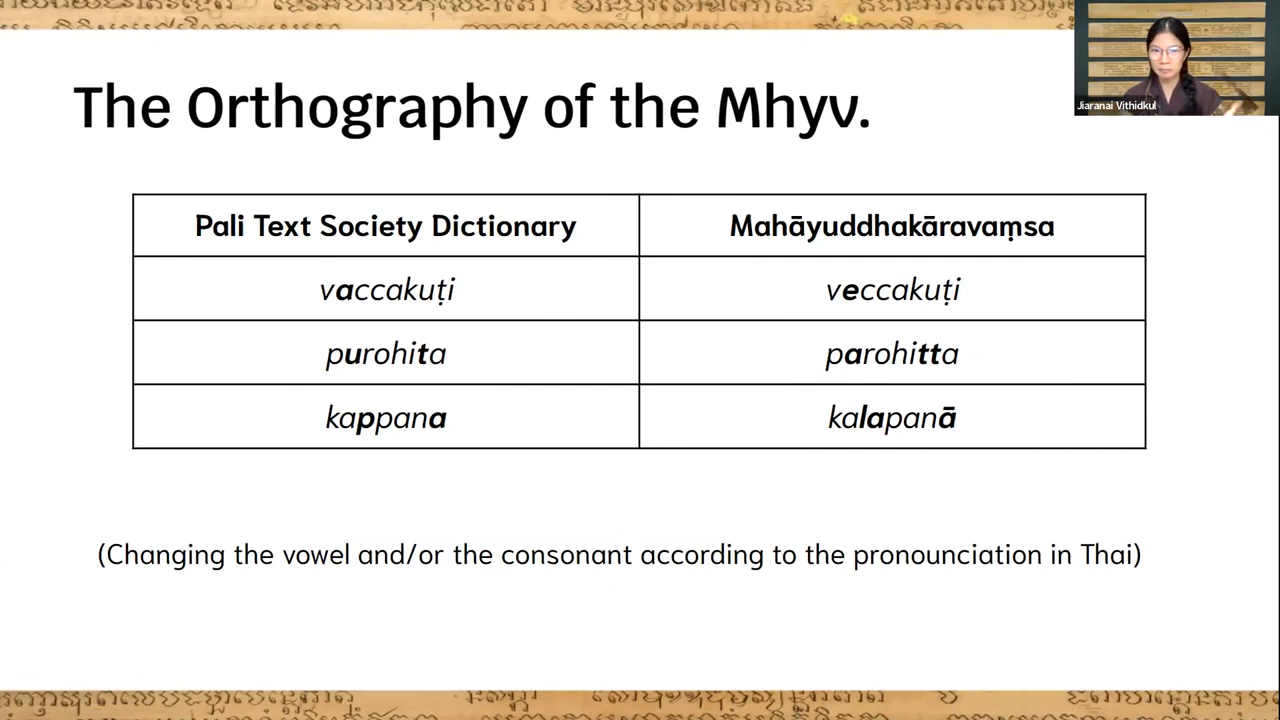 The Orthography of the Mhyv.
Jiaranai Vithidkul
Pali Text Society Dictionary
Mahāyuddhakāravaṃsa
vaccakuṭi
veccakuṭi
purohita
parohitta
kappana
kalapanā
(Changing the vowel and/or the consonant according to the pronounciation in Thai)